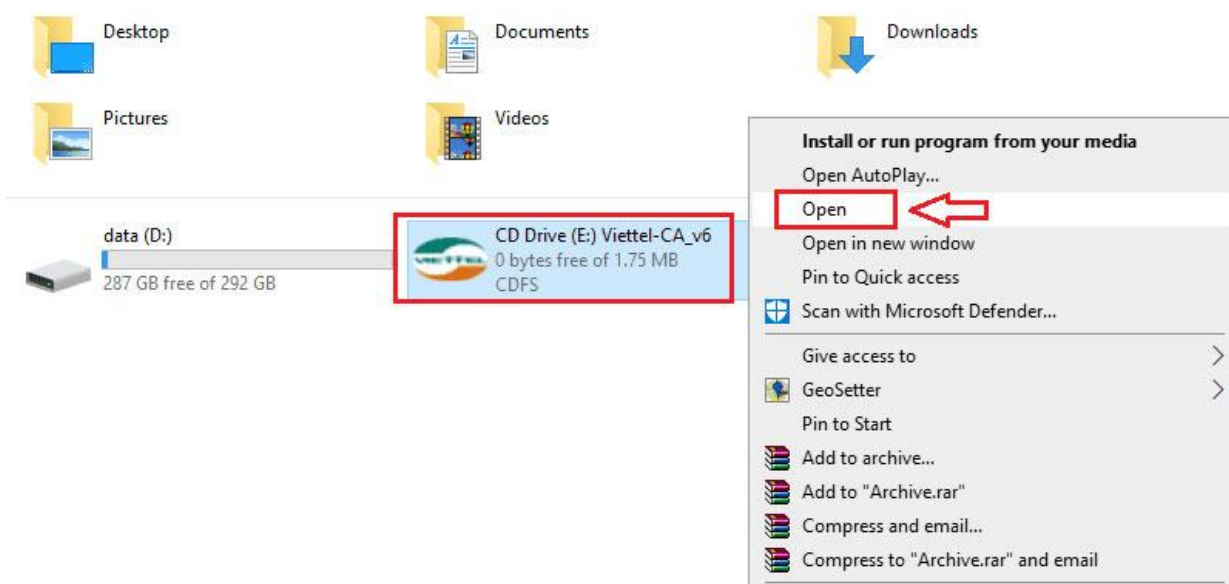 Desktop
Documents
Downloads
Pictures
Videos
data (D:)
287 GB free of 292 GB
VIETTEL
CD Drive (E:) Viettel-CA_v6
0 bytes free of 1.75 MB
CDFS
Install or run program from your media
Open AutoPlay...
Open
Open in new window
Pin to Quick access
Scan with Microsoft Defender...
Give access to
GeoSetter
Pin to Start
Add to archive...
Add to "Archive.rar"
Compress and email...
Compress to "Archive.rar" and email